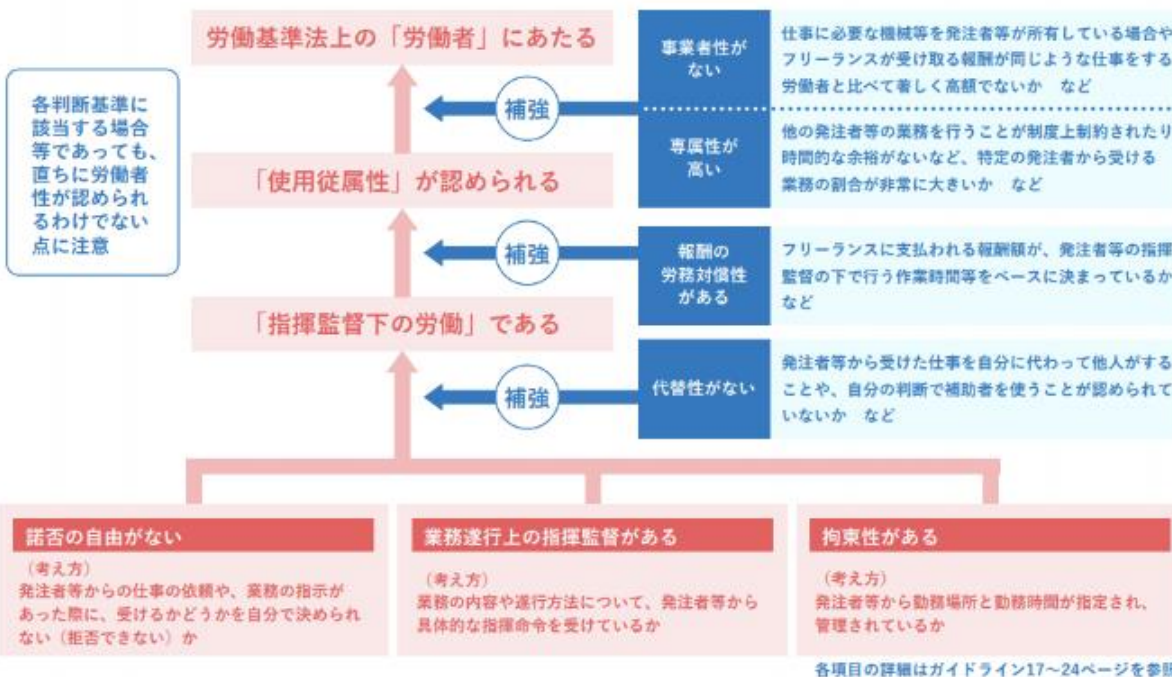 労働基準法上の「労働者」にあたる
各判断基準に
該当する場合
等であっても、
直ちに労働者
性が認められ
るわけでない
点に注意
補強
事業者性が
ない
仕事に必要な機械等を発注者等が所有している場合や
フリーランスが受け取る報酬が同じような仕事をする
労働者と比べて著しく高額でないか など
専属性が
高い
他の発注者等の業務を行うことが制度上制約されたり
時間的な余裕がないなど、特定の発注者から受ける
業務の割合が非常に大きいか など
「使用従属性」が認められる
補強
報酬の
労務対償性
がある
フリーランスに支払われる報酬額が、発注者等の指揮
監督の下で行う作業時間等をベースに決まっているか
など
「指揮監督下の労働」である
補強
代替性がない
発注者等から受けた仕事を自分に代わって他人がする
ことや、自分の判断で補助者を使うことが認められて
いないか など
諾否の自由がない
（考え方）
発注者等からの仕事の依頼や、業務の指示が
あった際に、受けるかどうかを自分で決められ
ない（拒否できない）か
業務遂行上の指揮監督がある
（考え方）
業務の内容や遂行方法について、発注者等から
具体的な指揮命令を受けているか
拘束性がある
（考え方）
発注者等から勤務場所と勤務時間が指定され、
管理されているか
各項目の詳細はガイドライン17〜24ページを参照